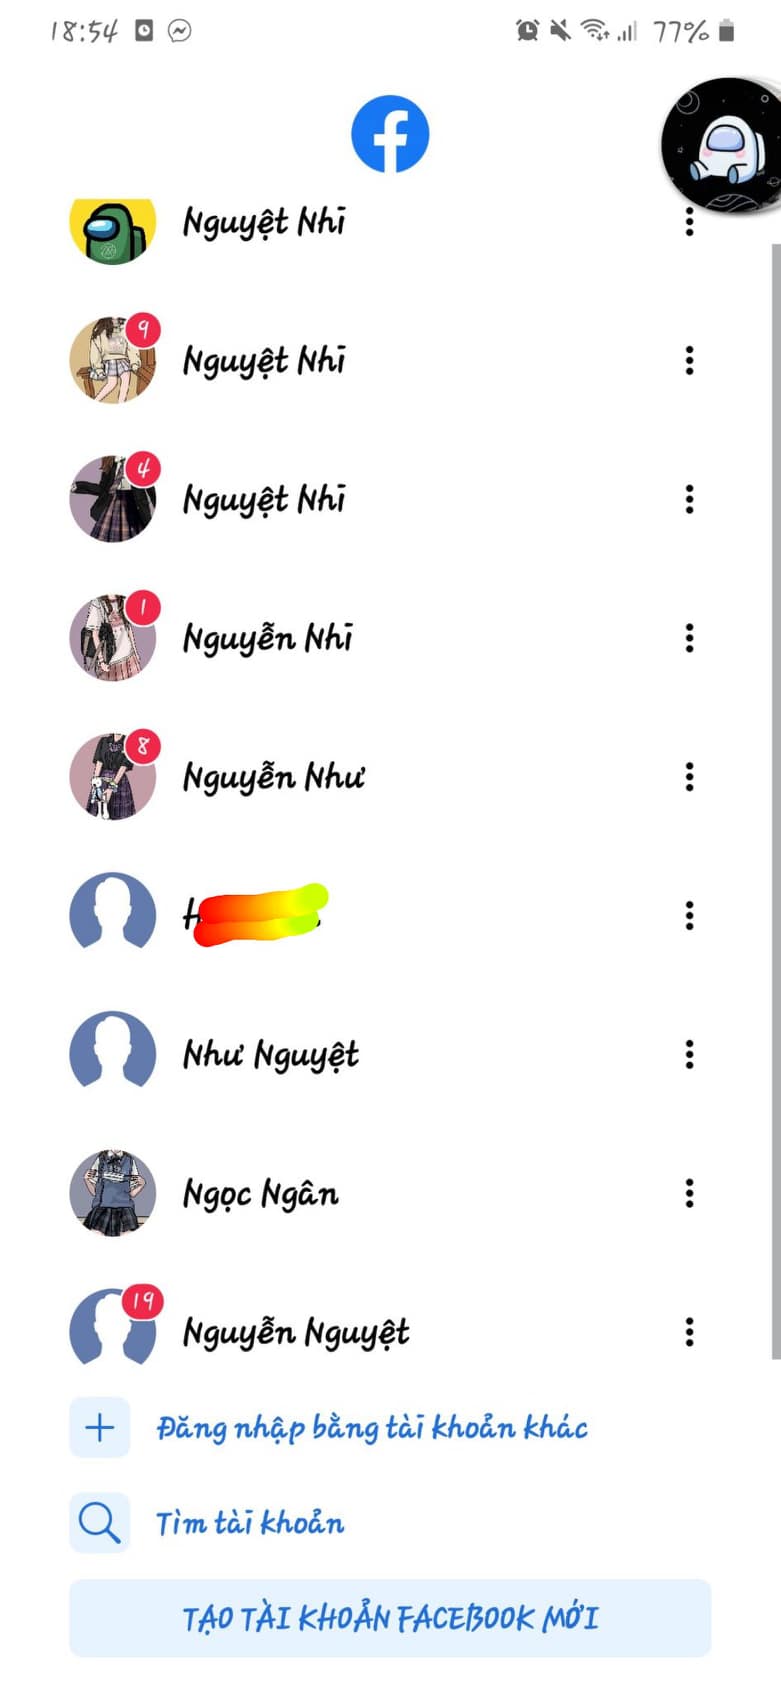 18:54
77%
Nguyệt Nhi
9
Nguyệt Nhi
4
Nguyệt Nhi
1
Nguyễn Nhi
8
Nguyễn Như
Như Nguyệt
Ngọc Ngân
19
Nguyễn Nguyệt
Đăng nhập bằng tài khoản khác
Tìm tài khoản
TẠO TÀI KHOẢN FACEBOOK MỚI